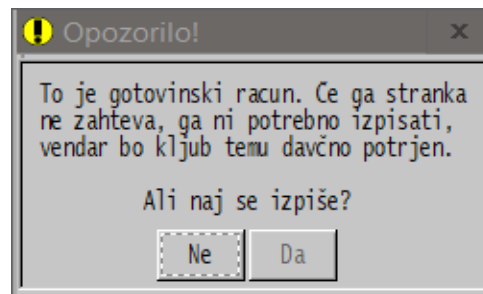 Opozorilo!
To je gotovinski racun. Če ga stranka
ne zahteva, ga ni potrebno izpisati,
vendar bo kljub temu davčno potrjen.
Ali naj se izpiše?
Ne Da